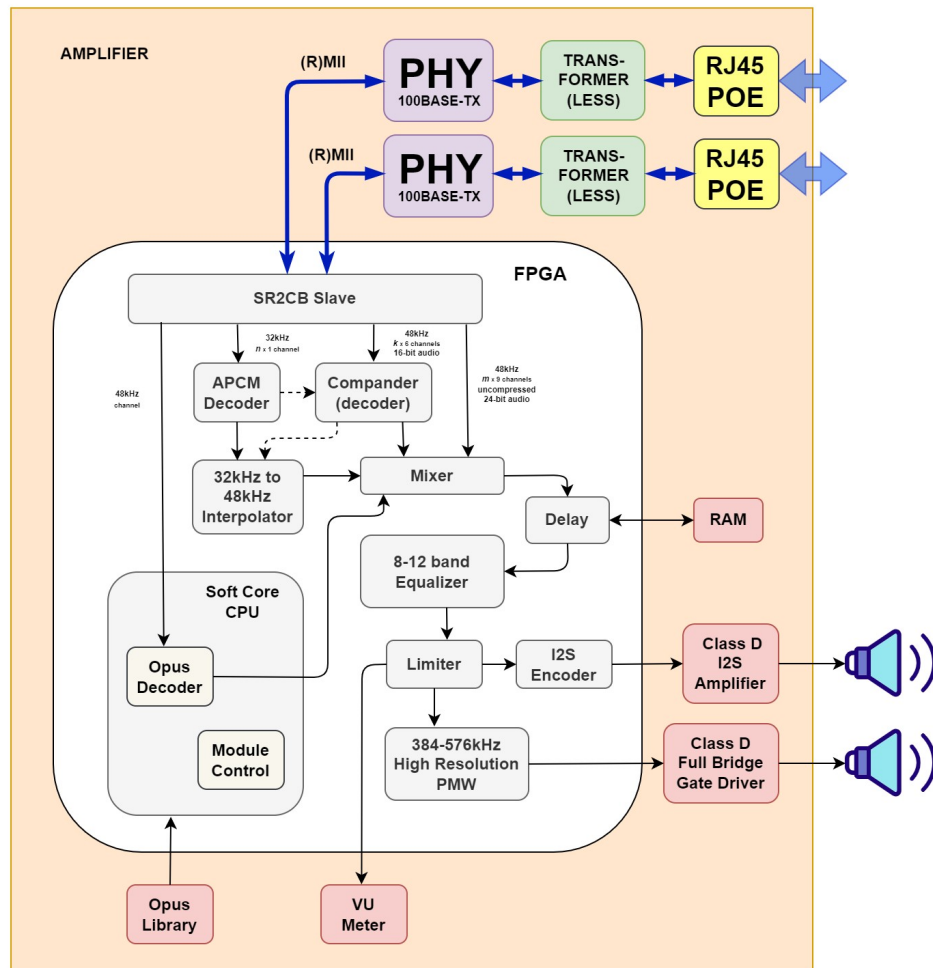 AMPLIFIER
(R)MII
PHY
100BASE-TX
TRANS-
FORMER
(LESS)
RJ45
POE
(R)MII
PHY
100BASE-TX
TRANS-
FORMER
(LESS)
RJ45
POE
FPGA
SR2CB Slave
32kHz
n x 1 channel
48kHz
k x 6 channels
16-bit audio
48kHz
m x 9 channels
uncompressed
24-bit audio
48kHz
channel
APCM
Decoder
Compander
(decoder)
32kHz to
48kHz
Interpolator
Mixer
Delay
RAM
8-12 band
Equalizer
Soft Core
CPU
Opus
Decoder
Module
Control
Limiter
I2S
Encoder
Class D
I2S
Amplifier
384-576kHz
High Resolution
PMW
Class D
Full Bridge
Gate Driver
Opus
Library
VU
Meter